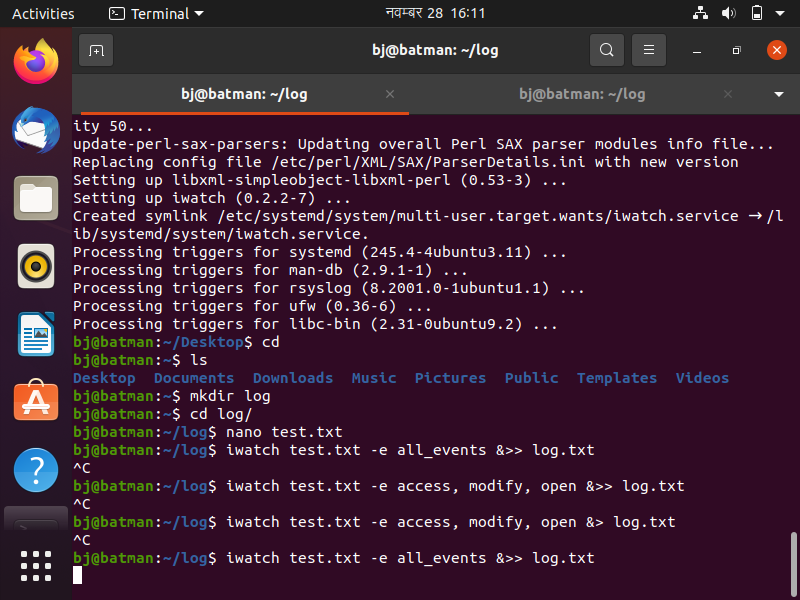 Activities Terminal नवम्बर 28 16:11
bj@batman: ~/log
bj@batman: ~/log bj@batman: ~/log
ity 50...
update-perl-sax-parsers: Updating overall Perl SAX parser modules info file...
Replacing config file /etc/perl/XML/SAX/ParserDetails.ini with new version
Setting up libxml-simpleobject-libxml-perl (0.53-3) ...
Setting up iwatch (0.2.2-7) ...
Created symlink /etc/systemd/system/multi-user.target.wants/iwatch.service → /l
ib/systemd/system/iwatch.service.
Processing triggers for systemd (245.4-4ubuntu3.11) ...
Processing triggers for man-db (2.9.1-1) ...
Processing triggers for rsyslog (8.2001.0-1ubuntu1.1) ...
Processing triggers for ufw (0.36-6) ...
Processing triggers for libc-bin (2.31-0ubuntu9.2) ...
bj@batman:~/Desktop$ cd
bj@batman:~$ ls
Desktop Documents Downloads Music Pictures Public Templates Videos
bj@batman:~$ mkdir log
bj@batman:~$ cd log/
bj@batman:~/log$ nano test.txt
bj@batman:~/log$ iwatch test.txt -e all_events &>> log.txt
^C
bj@batman:~/log$ iwatch test.txt -e access, modify, open &>> log.txt
^C
bj@batman:~/log$ iwatch test.txt -e access, modify, open &> log.txt
^C
bj@batman:~/log$ iwatch test.txt -e all_events &>> log.txt